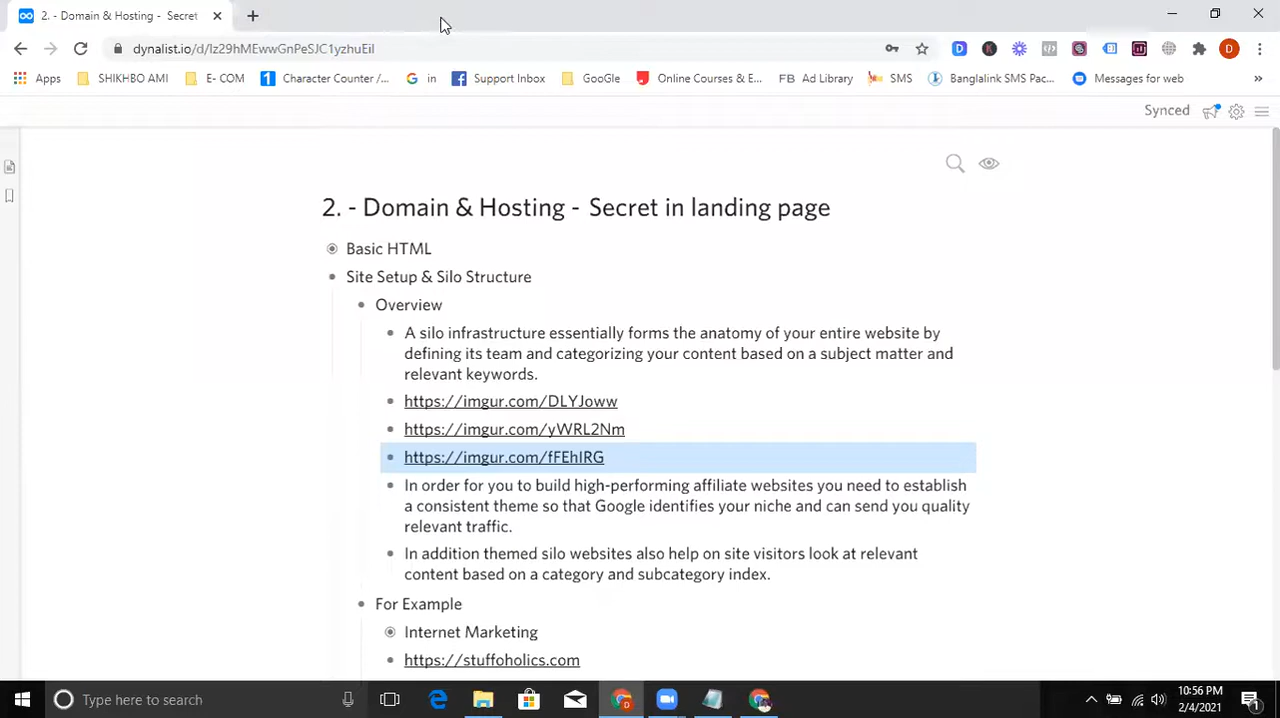 2. - Domain & Hosting - Secret
dynalist.io/d/Iz29hMEwwGnPeSJC1yzhuEil
Apps SHIKHBO AMI E- COM Character Counter /... in Support Inbox GooGle Online Courses & E... FB Ad Library SMS Banglalink SMS Pac... Messages for web »
Synced
2. - Domain & Hosting - Secret in landing page
Basic HTML
Site Setup & Silo Structure
Overview
A silo infrastructure essentially forms the anatomy of your entire website by
defining its team and categorizing your content based on a subject matter and
relevant keywords.
https://imgur.com/DLYJoww
https://imgur.com/yWRL2Nm
https://imgur.com/fFEhIRG
In order for you to build high-performing affiliate websites you need to establish
a consistent theme so that Google identifies your niche and can send you quality
relevant traffic.
In addition themed silo websites also help on site visitors look at relevant
content based on a category and subcategory index.
For Example
Internet Marketing
https://stuffoholics.com
Type here to search
10:56 PM
2/4/2021